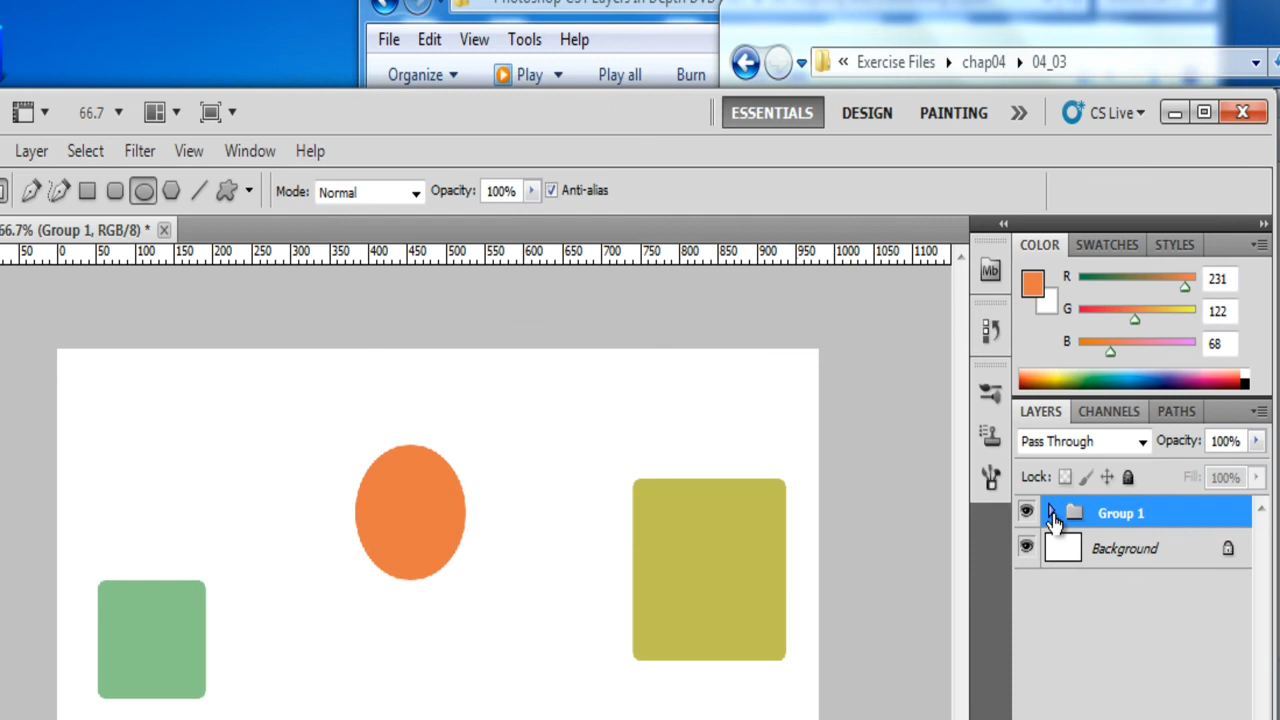 Photoshop CS5 Layers In Depth DVD
File Edit View Tools Help
Exercise Files chap04 04_03
Organize Play Play all Burn
66.7 ESSENTIALS DESIGN PAINTING CS Live
Layer Select Filter View Window Help
Mode: Normal Opacity: 100% Anti-alias
66.7% (Group 1, RGB/8) *
50 0 50 100 150 200 250 300 350 400 450 500 550 600 650 700 750 800 850 900 950 1000 1050 1100
COLOR SWATCHES STYLES
Mb
R 231
G 122
B 68
LAYERS CHANNELS PATHS
Pass Through Opacity: 100%
Lock: Fill: 100%
Group 1
Background